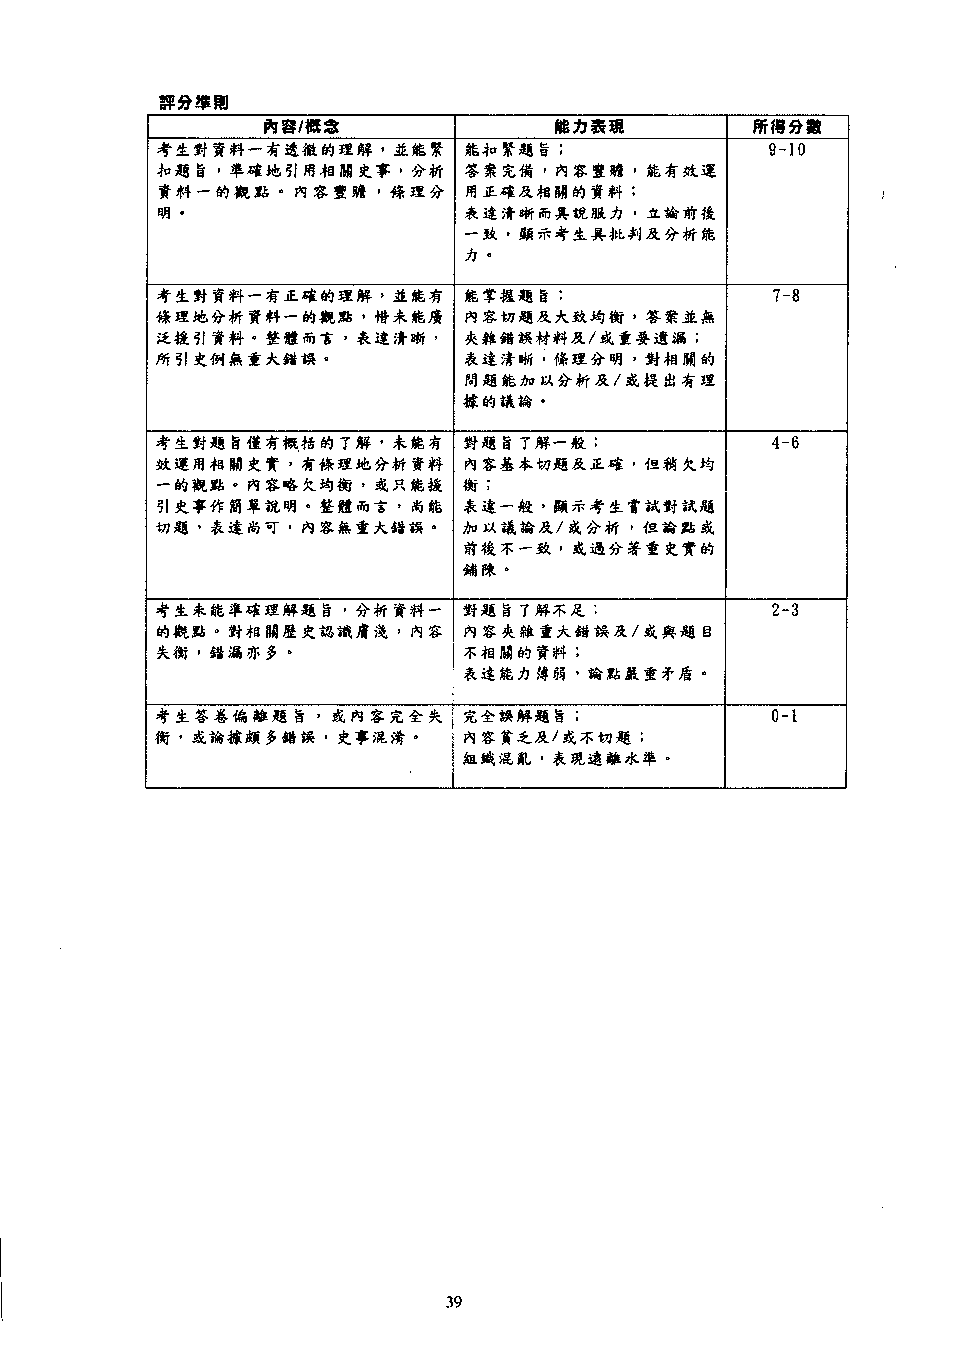 評分準則
內容/概念
能力表現
所得分數
考生對資料一有透徹的理解，並能緊
扣題旨，準確地引用相關史事，分析
資料一的觀點。內容豐贍，條理分
明。
能扣緊題旨；
答案完備，內容豐贍，能有效運
用正確及相關的資料；
表達清晰而具說服力，立論前後
一致，顯示考生具批判及分析能
力。
9-10
考生對資料一有正確的理解，並能有
條理地分析資料一的觀點，惜未能廣
泛援引資料。整體而言，表達清晰，
所引史例無重大錯誤。
能掌握題旨；
內容切題及大致均衡，答案並無
夾雜錯誤材料及/或重要遺漏；
表達清晰，條理分明，對相關的
問題能加以分析及/或提出有理
據的議論。
7-8
考生對題旨僅有概括的了解，未能有
效運用相關史實，有條理地分析資料
一的觀點。內容略欠均衡，或只能援
引史事作簡單說明。整體而言，尚能
切題，表達尚可，內容無重大錯誤。
對題旨了解一般；
內容基本切題及正確，但稍欠均
衡；
表達一般，顯示考生嘗試對試題
加以議論及/或分析，但論點或
前後不一致，或過分著重史實的
鋪陳。
4-6
考生未能準確理解題旨，分析資料一
的觀點。對相關歷史認識膚淺，內容
失衡，錯漏亦多。
對題旨了解不足；
內容夾雜重大錯誤及/或與題目
不相關的資料；
表達能力薄弱，論點嚴重矛盾。
2-3
考生答卷偏離題旨，或內容完全失
衡，或論據頗多錯誤，史事混淆。
完全誤解題旨；
內容貧乏及/或不切題；
組織混亂，表現遠離水準。
0-1
39